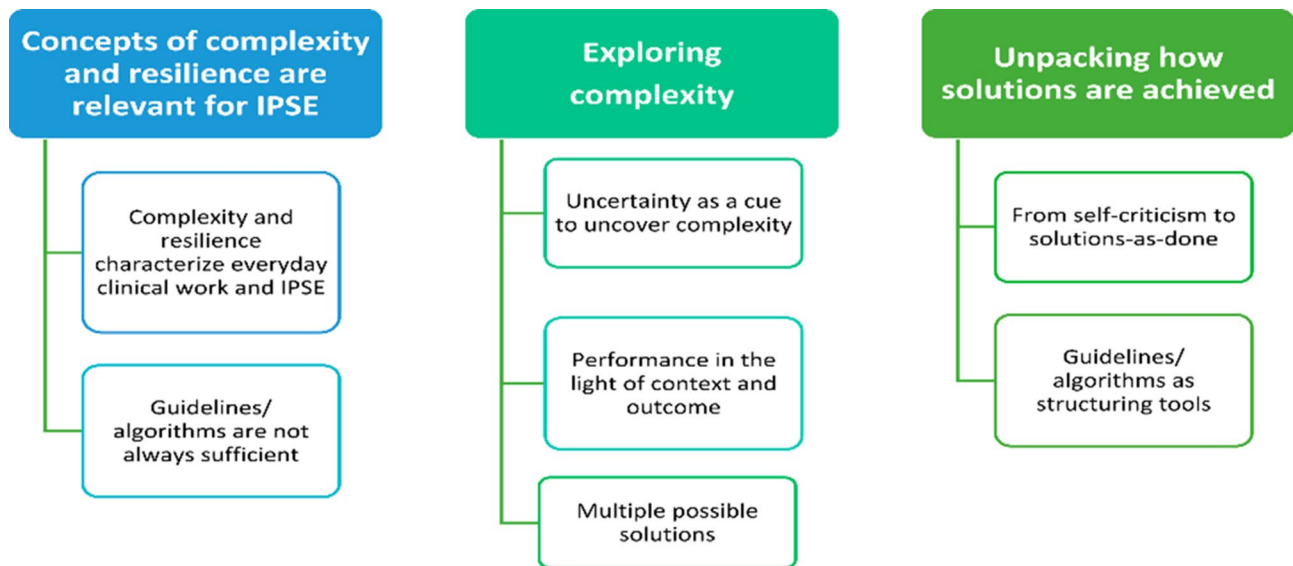 Concepts of complexity
and resilience are
relevant for IPSE
Complexity and
resilience
characterize everyday
clinical work and IPSE
Guidelines/
algorithms are not
always sufficient
Exploring
complexity
Uncertainty as a cue
to uncover complexity
Performance in the
light of context and
outcome
Multiple possible
solutions
Unpacking how
solutions are achieved
From self-criticism to
solutions-as-done
Guidelines/
algorithms as
structuring tools